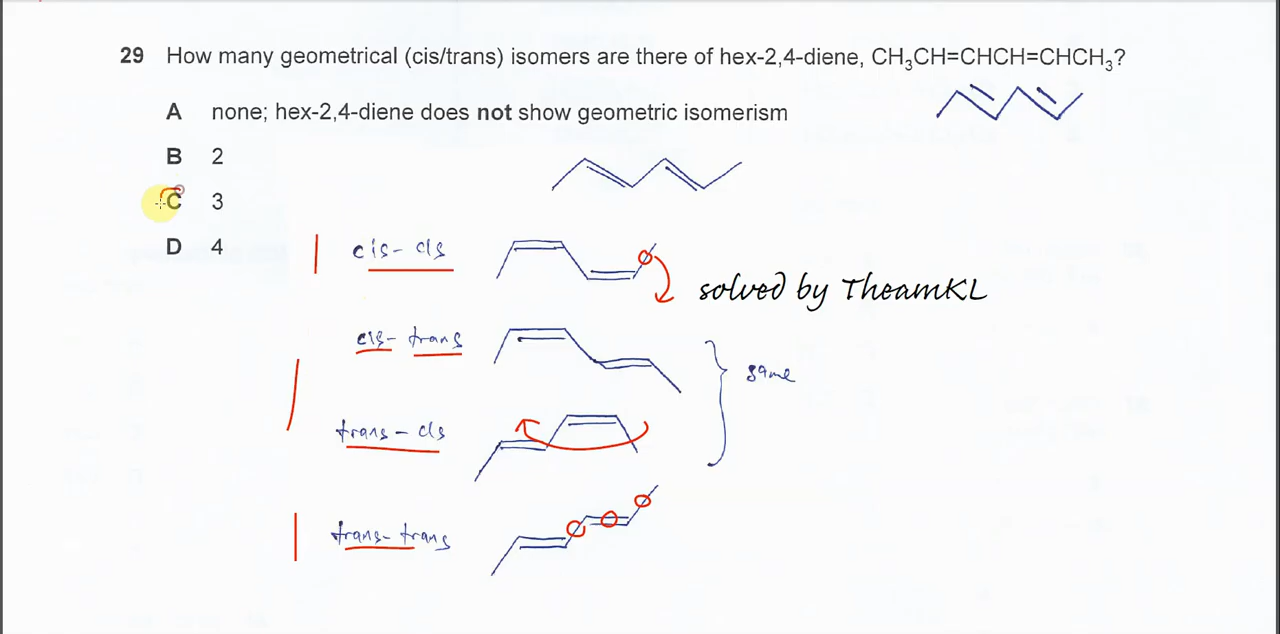 29 How many geometrical (cis/trans) isomers are there of hex-2,4-diene, CH₃CH=CHCH=CHCH₃?
A none; hex-2,4-diene does not show geometric isomerism
B 2
C 3
D 4
cis-cis
solved by TheamKL
cis-trans
same
trans-cis
trans-trans